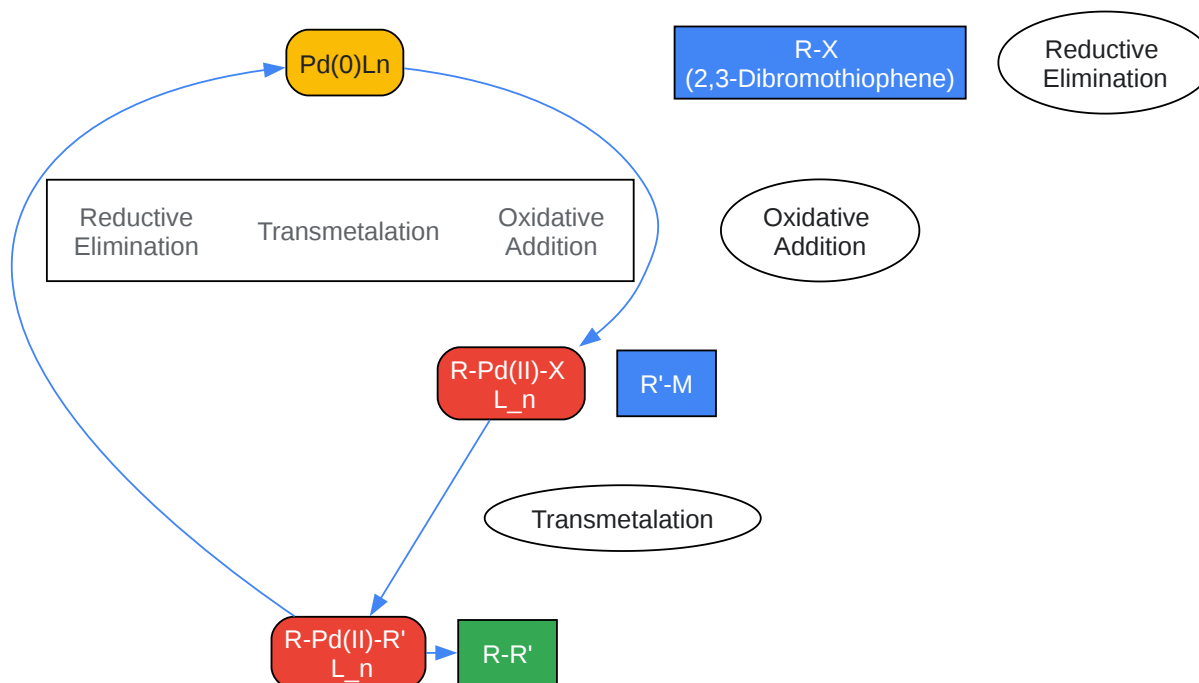 Pd(0)Ln
R-X
(2,3-Dibromothiophene)
Reductive
Elimination
Reductive
Elimination
Transmetalation
Oxidative
Addition
Oxidative
Addition
R-Pd(II)-X
L_n
R'-M
Transmetalation
R-Pd(II)-R'
L_n
R-R'